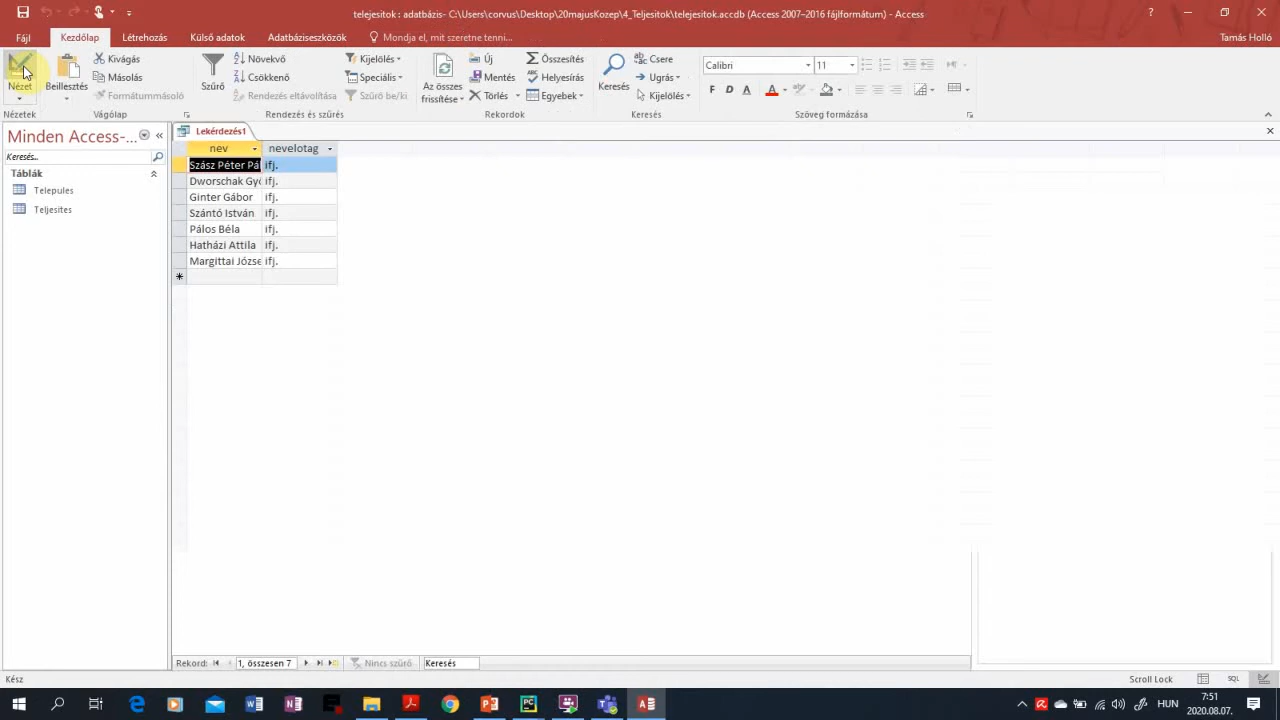 telejesitok : adatbázis- C:\Users\corvus\Desktop\20majusKozep\4_Teljesitok\telejesitok.accdb (Access 2007–2016 fájlformátum) - Access
?
Fájl Kezdőlap Létrehozás Külső adatok Adatbáziseszközök Mondja el, mit szeretne tenni... Tamás Holló
Nézet
Nézetek
Beillesztés
Kivágás
Másolás
Formátummásoló
Vágólap
Szűrő
Növekvő
Csökkenő
Rendezés eltávolítása
Kijelölés
Speciális
Szűrő be/ki
Rendezés és szűrés
Az összes
frissítése
Új
Mentés
Törlés
Összesítés
Helyesírás
Egyebek
Rekordok
Keresés
Csere
Ugrás
Kijelölés
Keresés
Calibri 11
F D A
Szöveg formázása
Minden Access-...
Keresés...
Táblák
Telepules
Teljesites
Lekérdezés1
nev nevelotag
Szász Péter Pá ifj.
Dworschak Gyö ifj.
Ginter Gábor ifj.
Szántó István ifj.
Pálos Béla ifj.
Hatházi Attila ifj.
Margittai Józse ifj.
Rekord: 1, összesen 7 Nincs szűrő Keresés
Kész Scroll Lock SQL
HUN 7:51
2020.08.07.